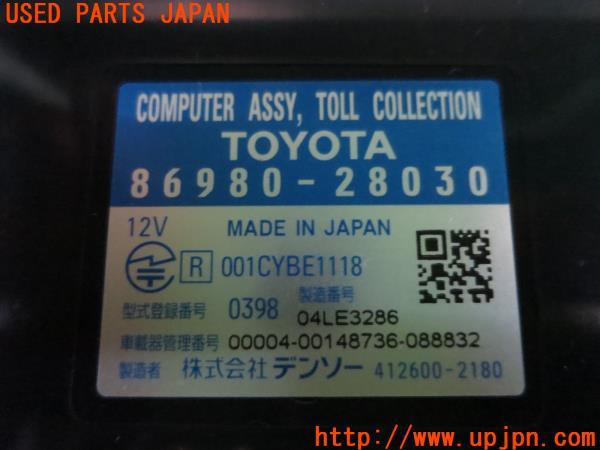 USED PARTS JAPAN
COMPUTER ASSY, TOLL COLLECTION
TOYOTA
86980-28030
12V MADE IN JAPAN
R 001CYBE1118
型式登録番号 0398 製造番号 04LE3286
車載器管理番号 00004-00148736-088832
製造者 株式会社 デンソー 412600-2180
http://www.upjpn.com